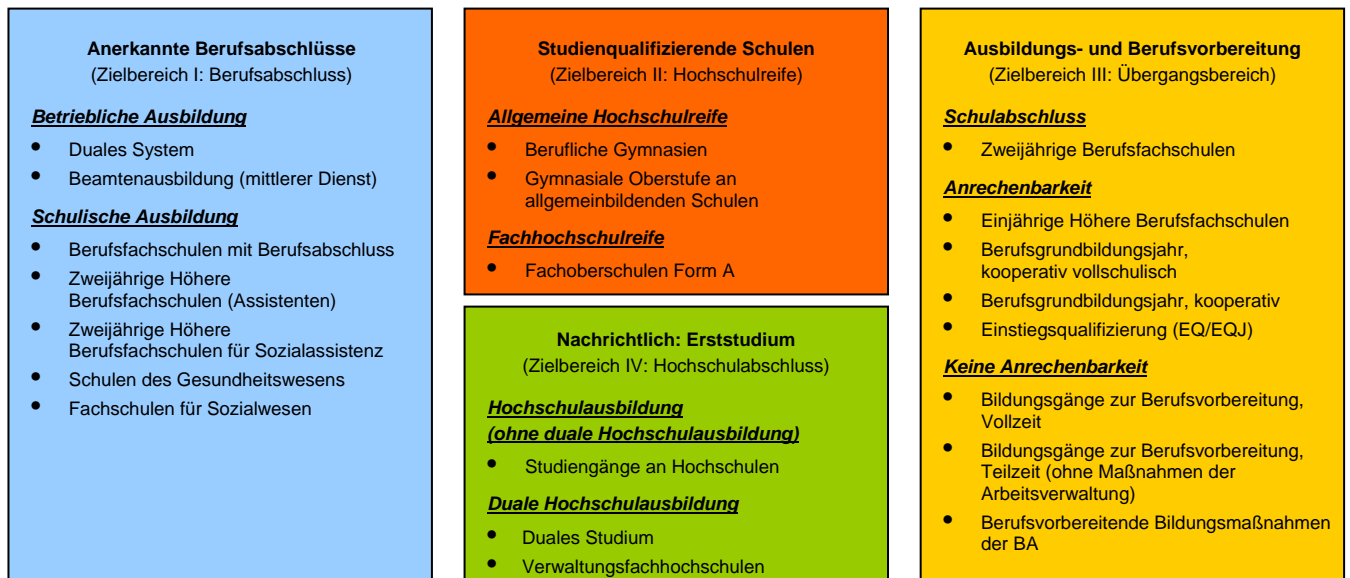 Anerkannte Berufsabschlüsse
(Zielbereich I: Berufsabschluss)
Betriebliche Ausbildung
• Duales System
• Beamtenausbildung (mittlerer Dienst)
Schulische Ausbildung
• Berufsfachschulen mit Berufsabschluss
• Zweijährige Höhere
Berufsfachschulen (Assistenten)
• Zweijährige Höhere
Berufsfachschulen für Sozialassistenz
• Schulen des Gesundheitswesens
• Fachschulen für Sozialwesen
Studienqualifizierende Schulen
(Zielbereich II: Hochschulreife)
Allgemeine Hochschulreife
• Berufliche Gymnasien
• Gymnasiale Oberstufe an
allgemeinbildenden Schulen
Fachhochschulreife
• Fachoberschulen Form A
Nachrichtlich: Erststudium
(Zielbereich IV: Hochschulabschluss)
Hochschulausbildung
(ohne duale Hochschulausbildung)
• Studiengänge an Hochschulen
Duale Hochschulausbildung
• Duales Studium
• Verwaltungsfachhochschulen
Ausbildungs- und Berufsvorbereitung
(Zielbereich III: Übergangsbereich)
Schulabschluss
• Zweijährige Berufsfachschulen
Anrechenbarkeit
• Einjährige Höhere Berufsfachschulen
• Berufsgrundbildungsjahr,
kooperativ vollschulisch
• Berufsgrundbildungsjahr, kooperativ
• Einstiegsqualifizierung (EQ/EQJ)
Keine Anrechenbarkeit
• Bildungsgänge zur Berufsvorbereitung,
Vollzeit
• Bildungsgänge zur Berufsvorbereitung,
Teilzeit (ohne Maßnahmen der
Arbeitsverwaltung)
• Berufsvorbereitende Bildungsmaßnahmen
der BA